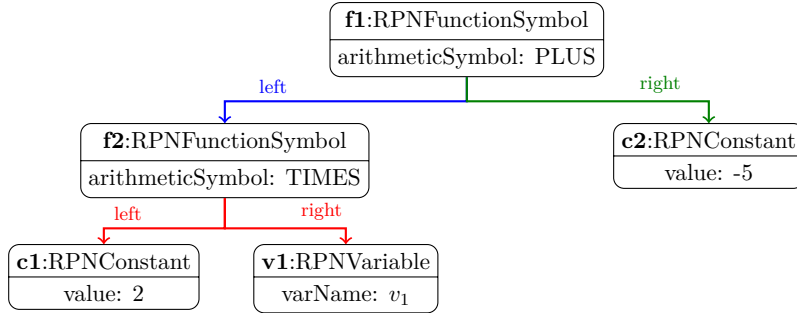 f1:RPNFunctionSymbol
arithmeticSymbol: PLUS
left
right
f2:RPNFunctionSymbol
arithmeticSymbol: TIMES
c2:RPNConstant
value: -5
left
right
c1:RPNConstant
value: 2
v1:RPNVariable
varName: v₁